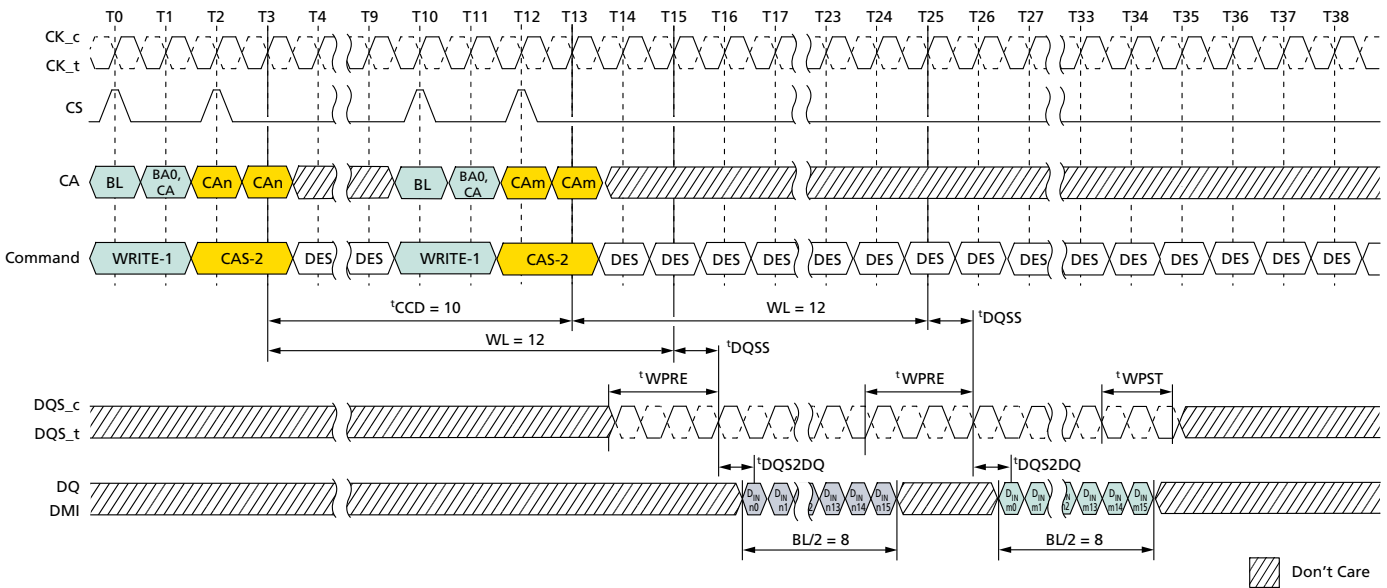 T0 T1 T2 T3 T4 T9 T10 T11 T12 T13 T14 T15 T16 T17 T23 T24 T25 T26 T27 T33 T34 T35 T36 T37 T38
CK_c
CK_t
CS
CA BL BA0, CA CAn CAn BL BA0, CA CAm CAm
Command WRITE-1 CAS-2 DES DES WRITE-1 CAS-2 DES DES DES DES DES DES DES DES DES DES DES DES DES DES DES
tCCD = 10 WL = 12 tDQSS
WL = 12 tDQSS
tWPRE tWPRE tWPST
DQS_c
DQS_t
tDQS2DQ tDQS2DQ
DQ
DMI
DIN n0 DIN n1 DIN n13 DIN n14 DIN n15 DIN m0 DIN m1 DIN m13 DIN m14 DIN m15
BL/2 = 8 BL/2 = 8
Don't Care